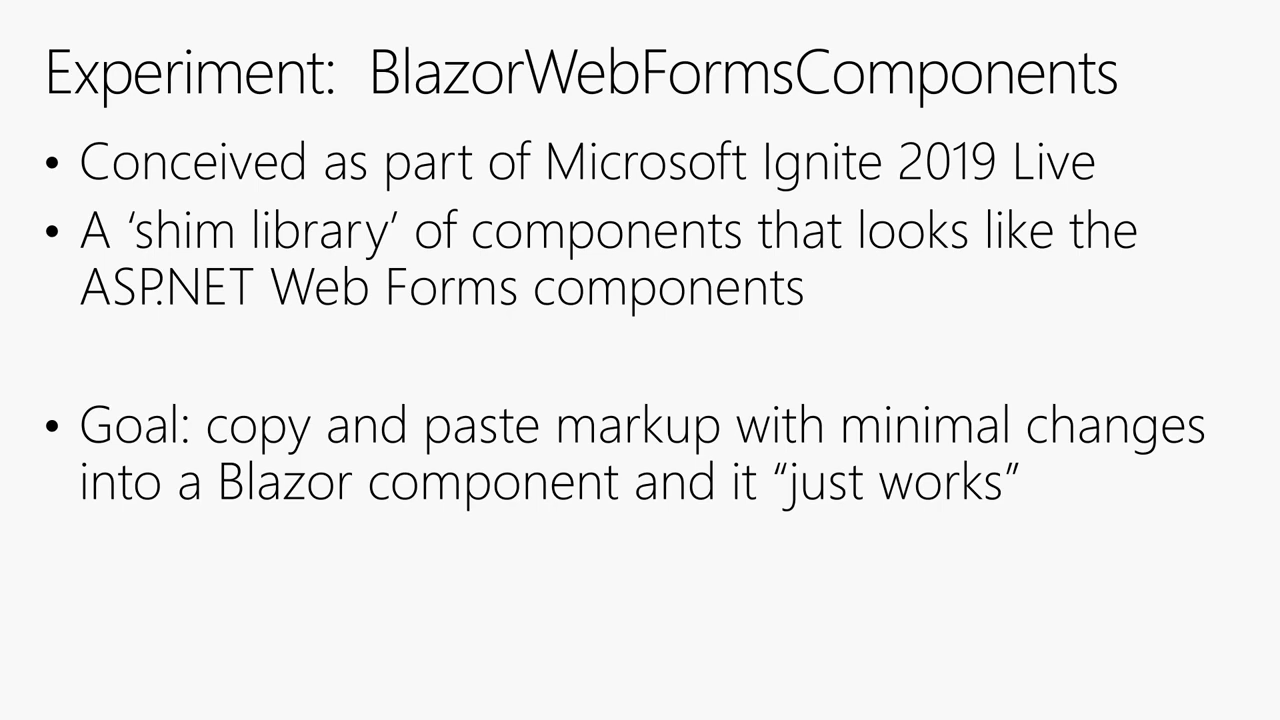 Experiment:  BlazorWebFormsComponents
• Conceived as part of Microsoft Ignite 2019 Live
• A ‘shim library’ of components that looks like the
ASP.NET Web Forms components
• Goal: copy and paste markup with minimal changes
into a Blazor component and it “just works”